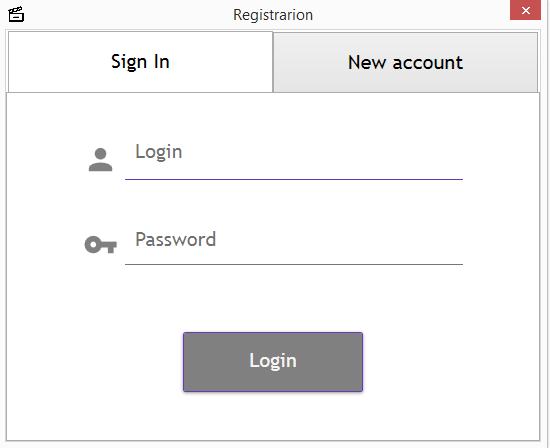 Registrarion
Sign In
New account
Login
Password
Login